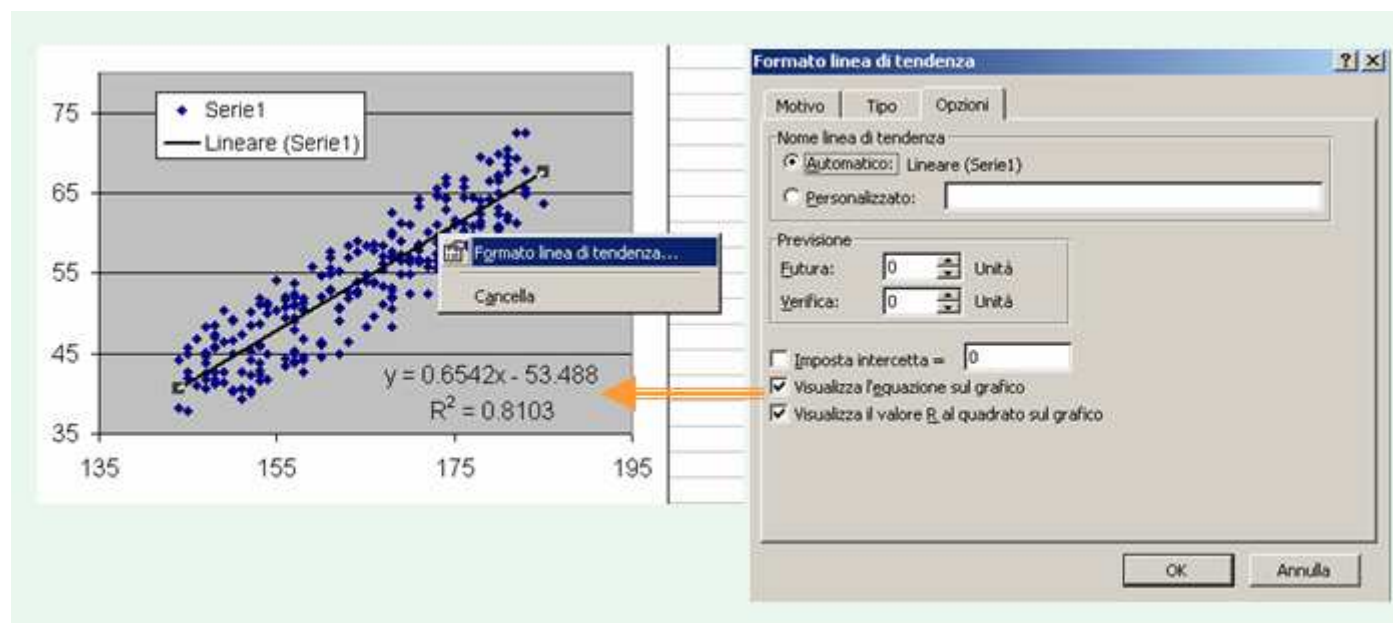 75
65
55
45
35
135 155 175 195
Serie1
Lineare (Serie1)
y = 0.6542x - 53.488
R² = 0.8103
Formato linea di tendenza...
Cancella
Formato linea di tendenza
Motivo Tipo Opzioni
Nome linea di tendenza
Automatico: Lineare (Serie1)
Personalizzato:
Previsione
Futura: 0 Unità
Verifica: 0 Unità
Imposta intercetta = 0
Visualizza l'equazione sul grafico
Visualizza il valore R al quadrato sul grafico
OK Annulla